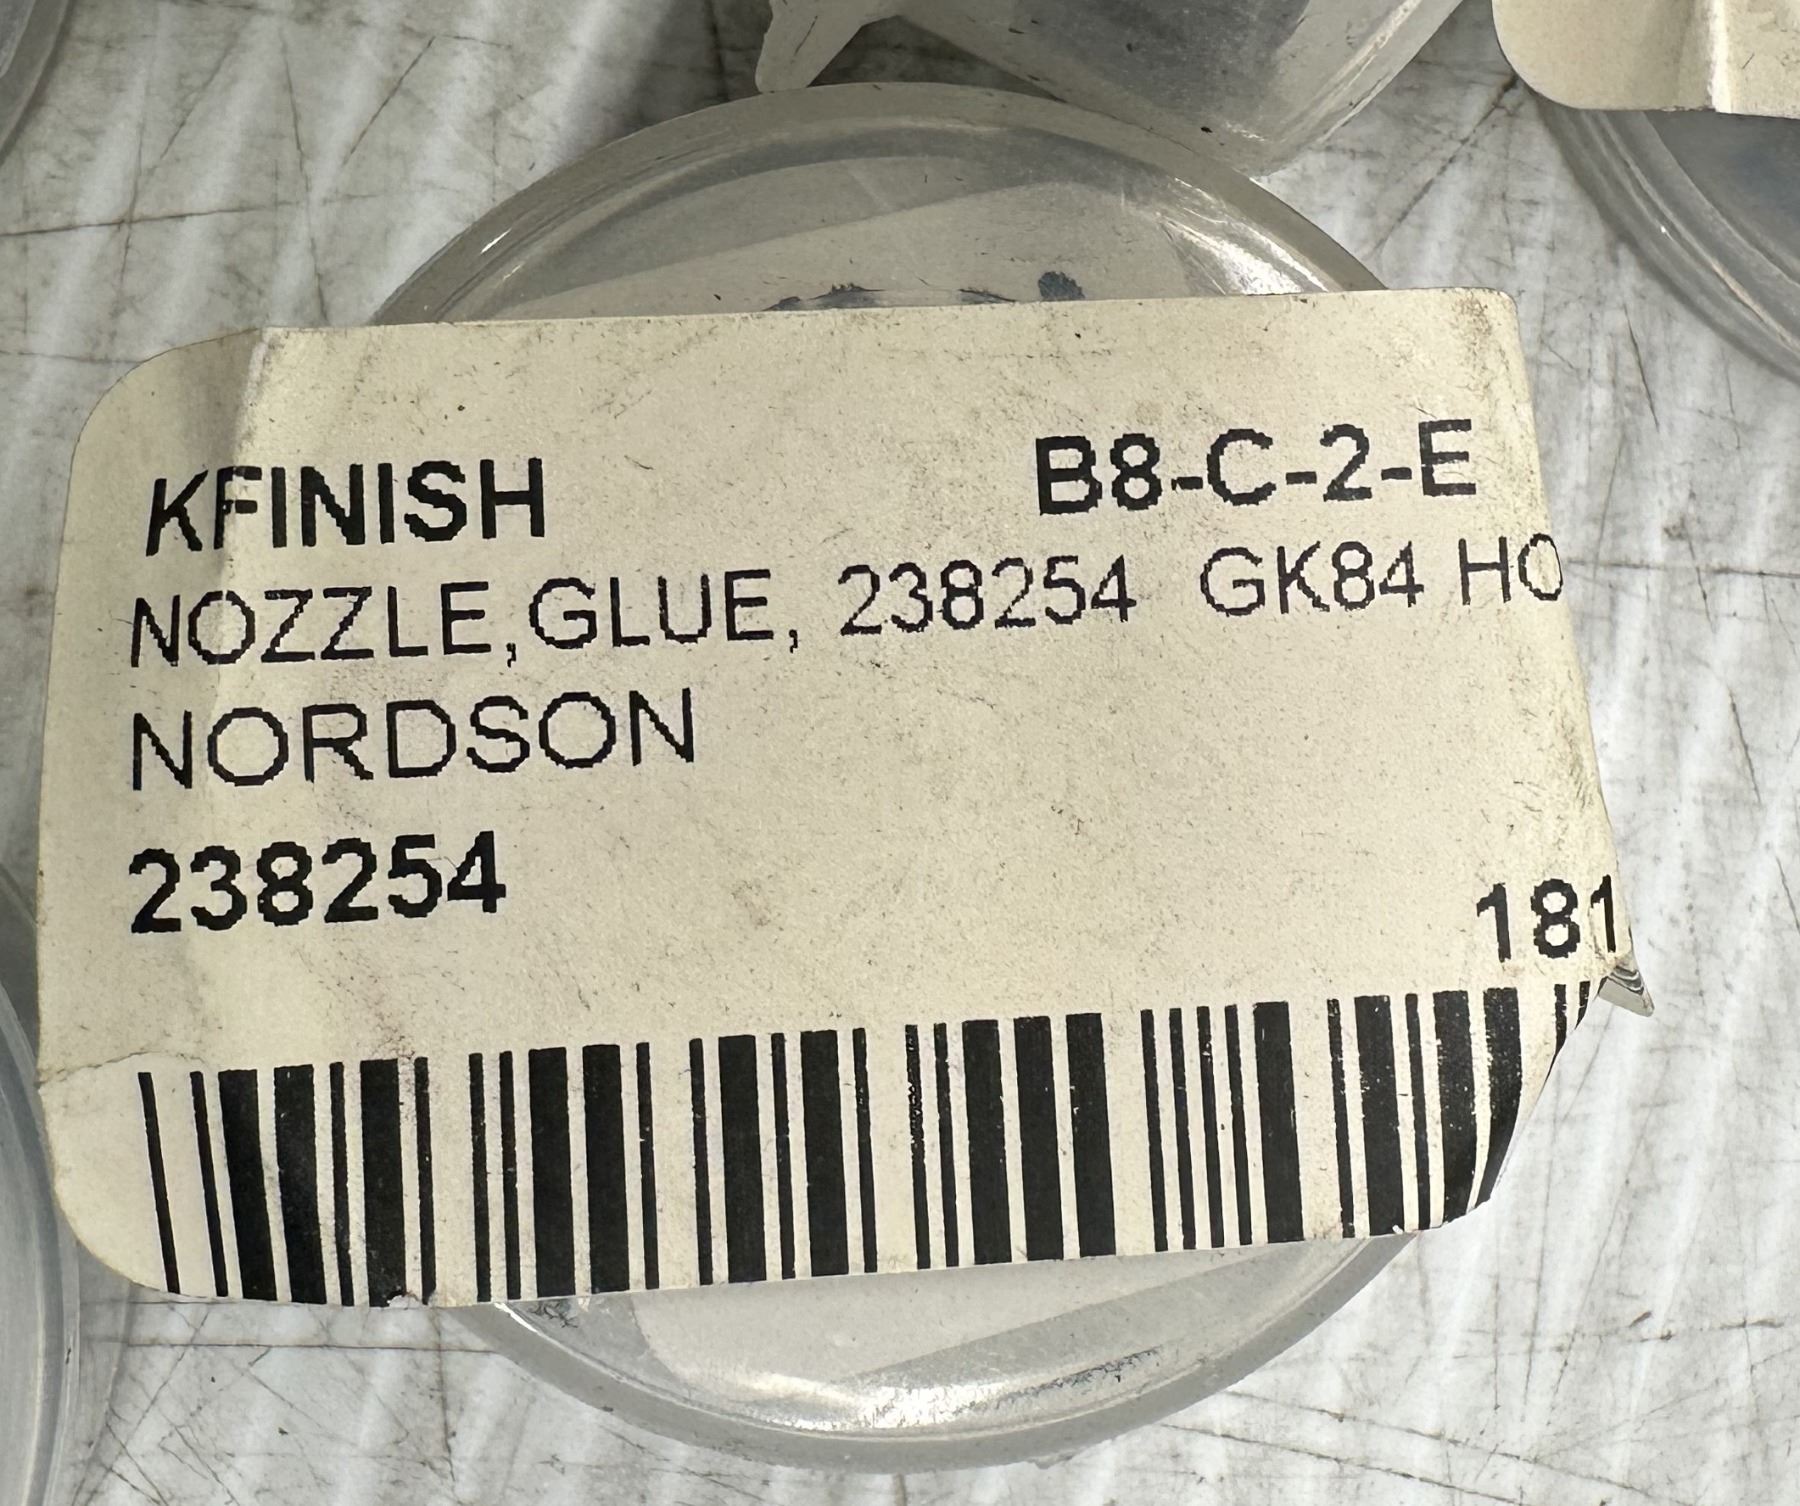 KFINISH B8-C-2-E
NOZZLE,GLUE, 238254 GK84 HO
NORDSON
238254
181